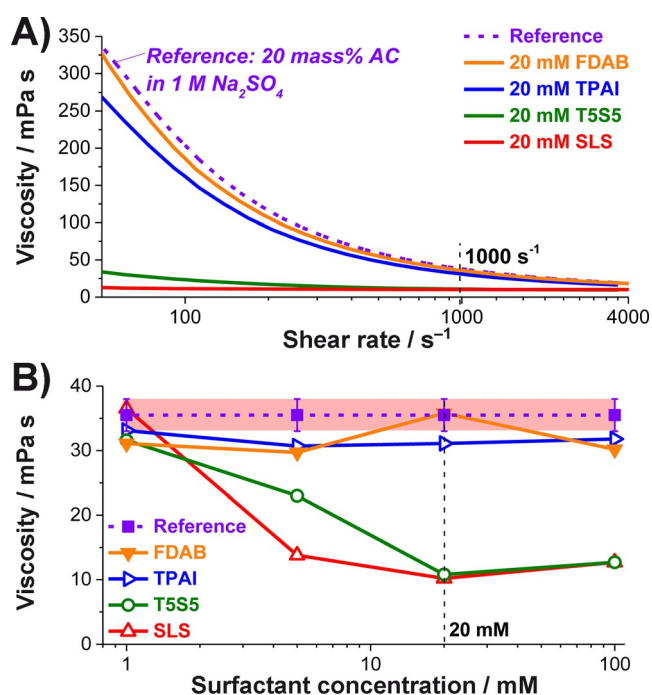 A)
350
300
250
200
150
100
50
0
Viscosity / mPa s
Reference: 20 mass% AC
in 1 M Na₂SO₄
Reference
20 mM FDAB
20 mM TPAI
20 mM T5S5
20 mM SLS
1000 s⁻¹
100
1000
4000
Shear rate / s⁻¹
B)
40
30
20
10
0
Viscosity / mPa s
Reference
FDAB
TPAI
T5S5
SLS
20 mM
1
10
100
Surfactant concentration / mM